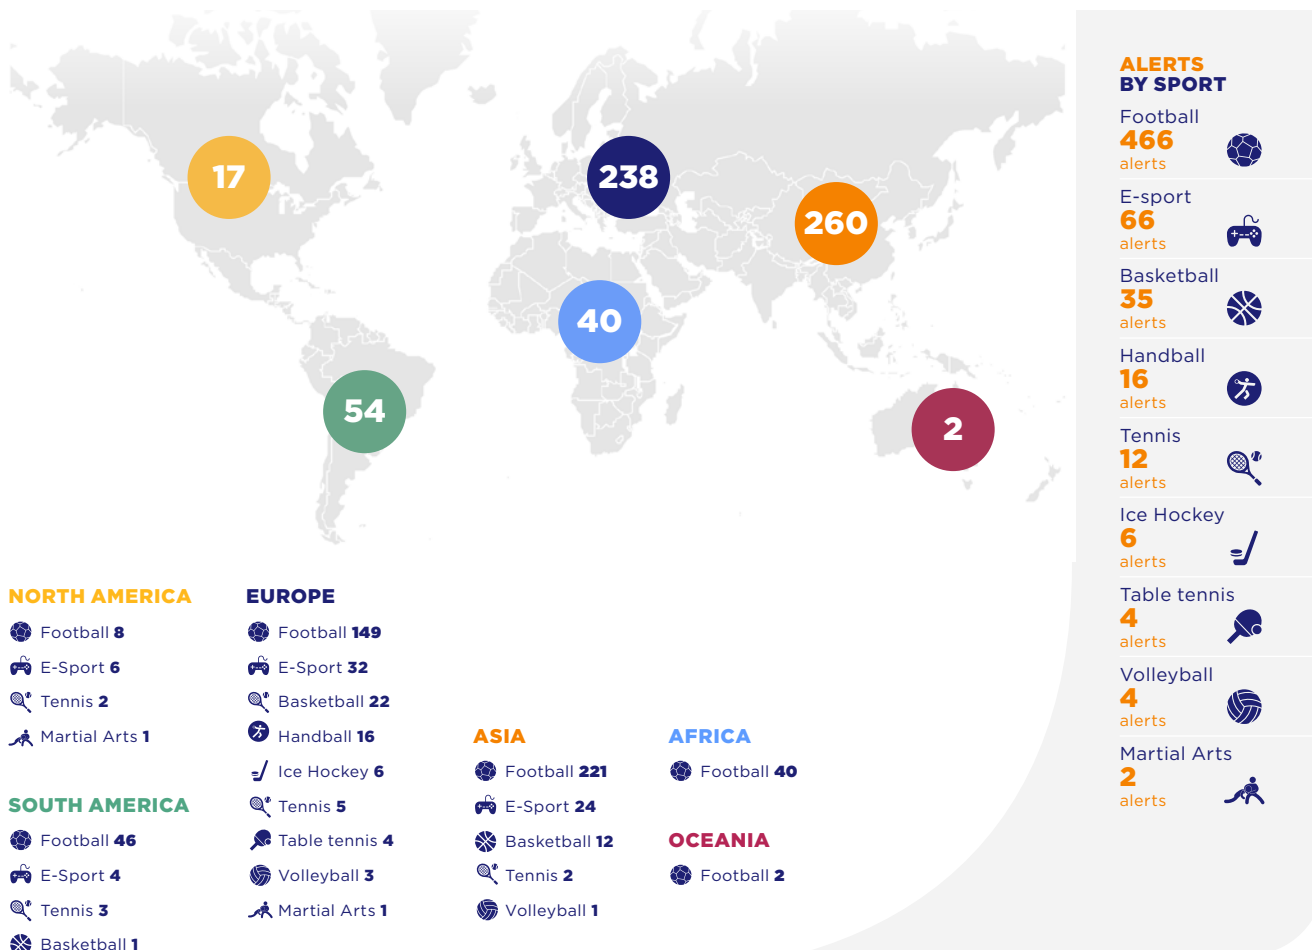 17
238
260
40
54
2
ALERTS
BY SPORT
Football
466
alerts
E-sport
66
alerts
Basketball
35
alerts
Handball
16
alerts
Tennis
12
alerts
Ice Hockey
6
alerts
Table tennis
4
alerts
Volleyball
4
alerts
Martial Arts
2
alerts
NORTH AMERICA
Football 8
E-Sport 6
Tennis 2
Martial Arts 1
SOUTH AMERICA
Football 46
E-Sport 4
Tennis 3
Basketball 1
EUROPE
Football 149
E-Sport 32
Basketball 22
Handball 16
Ice Hockey 6
Tennis 5
Table tennis 4
Volleyball 3
Martial Arts 1
ASIA
Football 221
E-Sport 24
Basketball 12
Tennis 2
Volleyball 1
AFRICA
Football 40
OCEANIA
Football 2